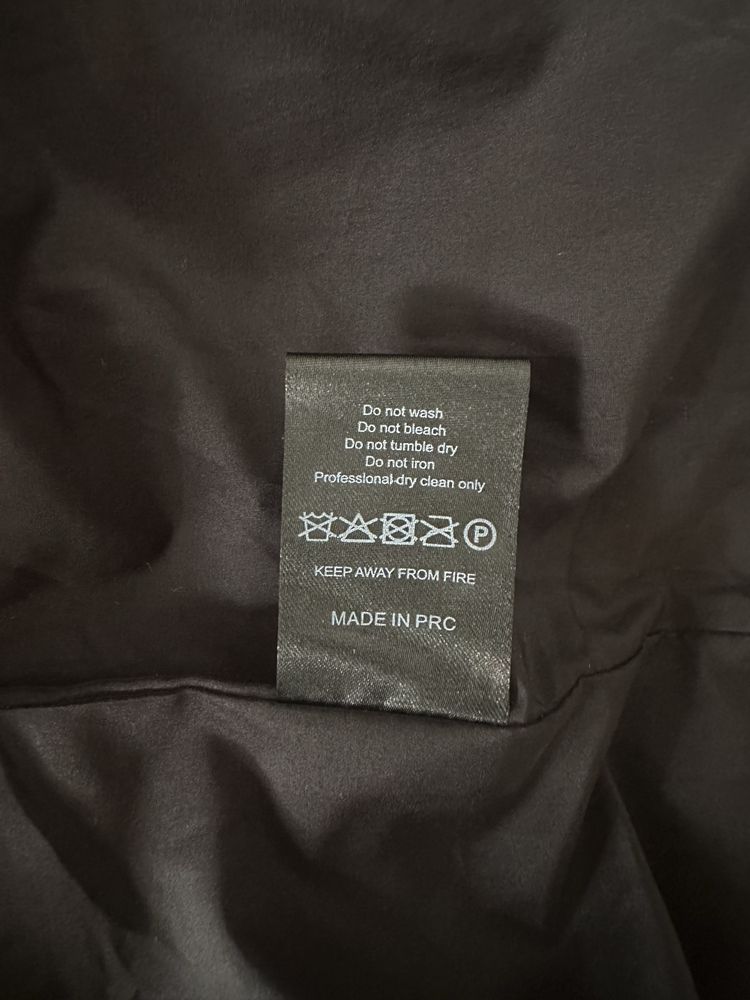 Do not wash
Do not bleach
Do not tumble dry
Do not iron
Professional dry clean only
P
KEEP AWAY FROM FIRE
MADE IN PRC